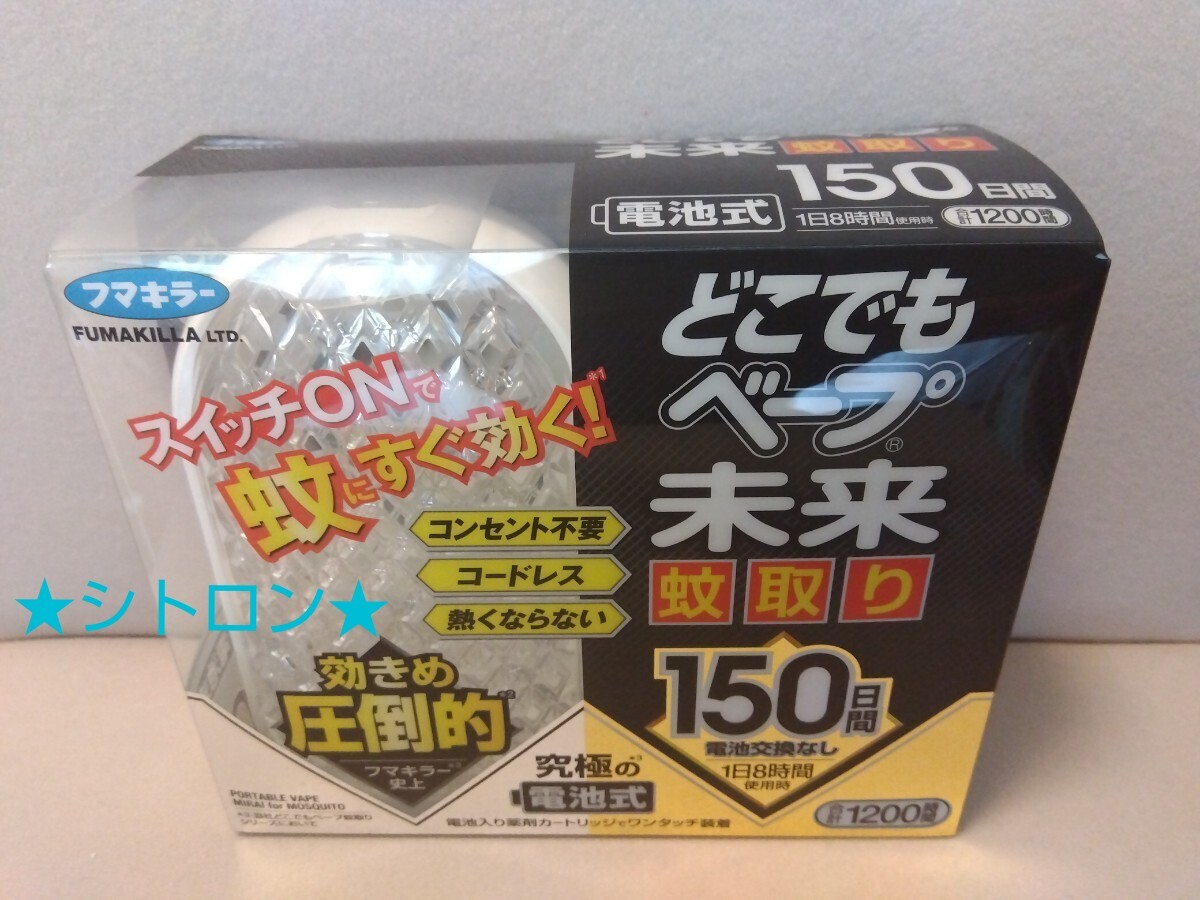 未来 蚊取り
150日間
電池式
1日8時間使用時
合計1200時間
フマキラー
FUMAKILLA LTD.
スイッチONで
蚊にすぐ効く!*1
コンセント不要
コードレス
熱くならない
★シトロン★
効きめ
圧倒的*2
フマキラー*3
史上
どこでも
ベープ®
未来
蚊取り
150日間
電池交換なし
1日8時間
使用時
合計1200時間
究極の*3
電池式
電池入り薬剤カートリッジでワンタッチ装着
PORTABLE VAPE
MIRAI for MOSQUITO